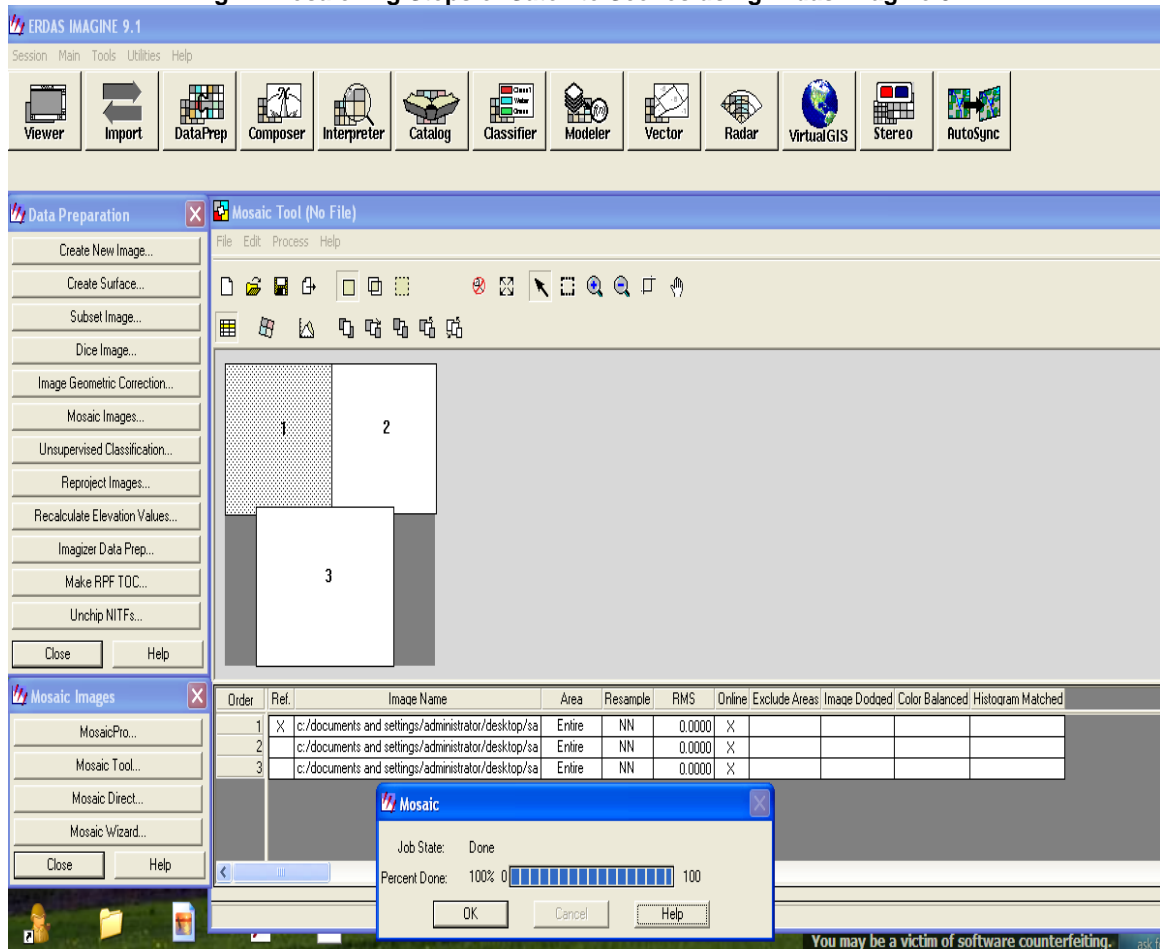 ERDAS IMAGINE 9.1
Session Main Tools Utilities Help
Viewer Import DataPrep Composer Interpreter Catalog Classifier Modeler Vector Radar VirtualGIS Stereo AutoSync
Data Preparation
Create New Image...
Create Surface...
Subset Image...
Dice Image...
Image Geometric Correction...
Mosaic Images...
Unsupervised Classification...
Reproject Images...
Recalculate Elevation Values...
Imagizer Data Prep...
Make RPF TOC...
Unchip NITFs...
Close Help
Mosaic Tool (No File)
File Edit Process Help
1
2
3
Mosaic Images
MosaicPro...
Mosaic Tool...
Mosaic Direct...
Mosaic Wizard...
Close Help
Order Ref. Image Name Area Resample RMS Online Exclude Areas Image Dodged Color Balanced Histogram Matched
1 X c:/documents and settings/administrator/desktop/sa Entire NN 0.0000 X
2 c:/documents and settings/administrator/desktop/sa Entire NN 0.0000 X
3 c:/documents and settings/administrator/desktop/sa Entire NN 0.0000 X
Mosaic
Job State: Done
Percent Done: 100% 0 100
OK Cancel Help
You may be a victim of software counterfeiting.